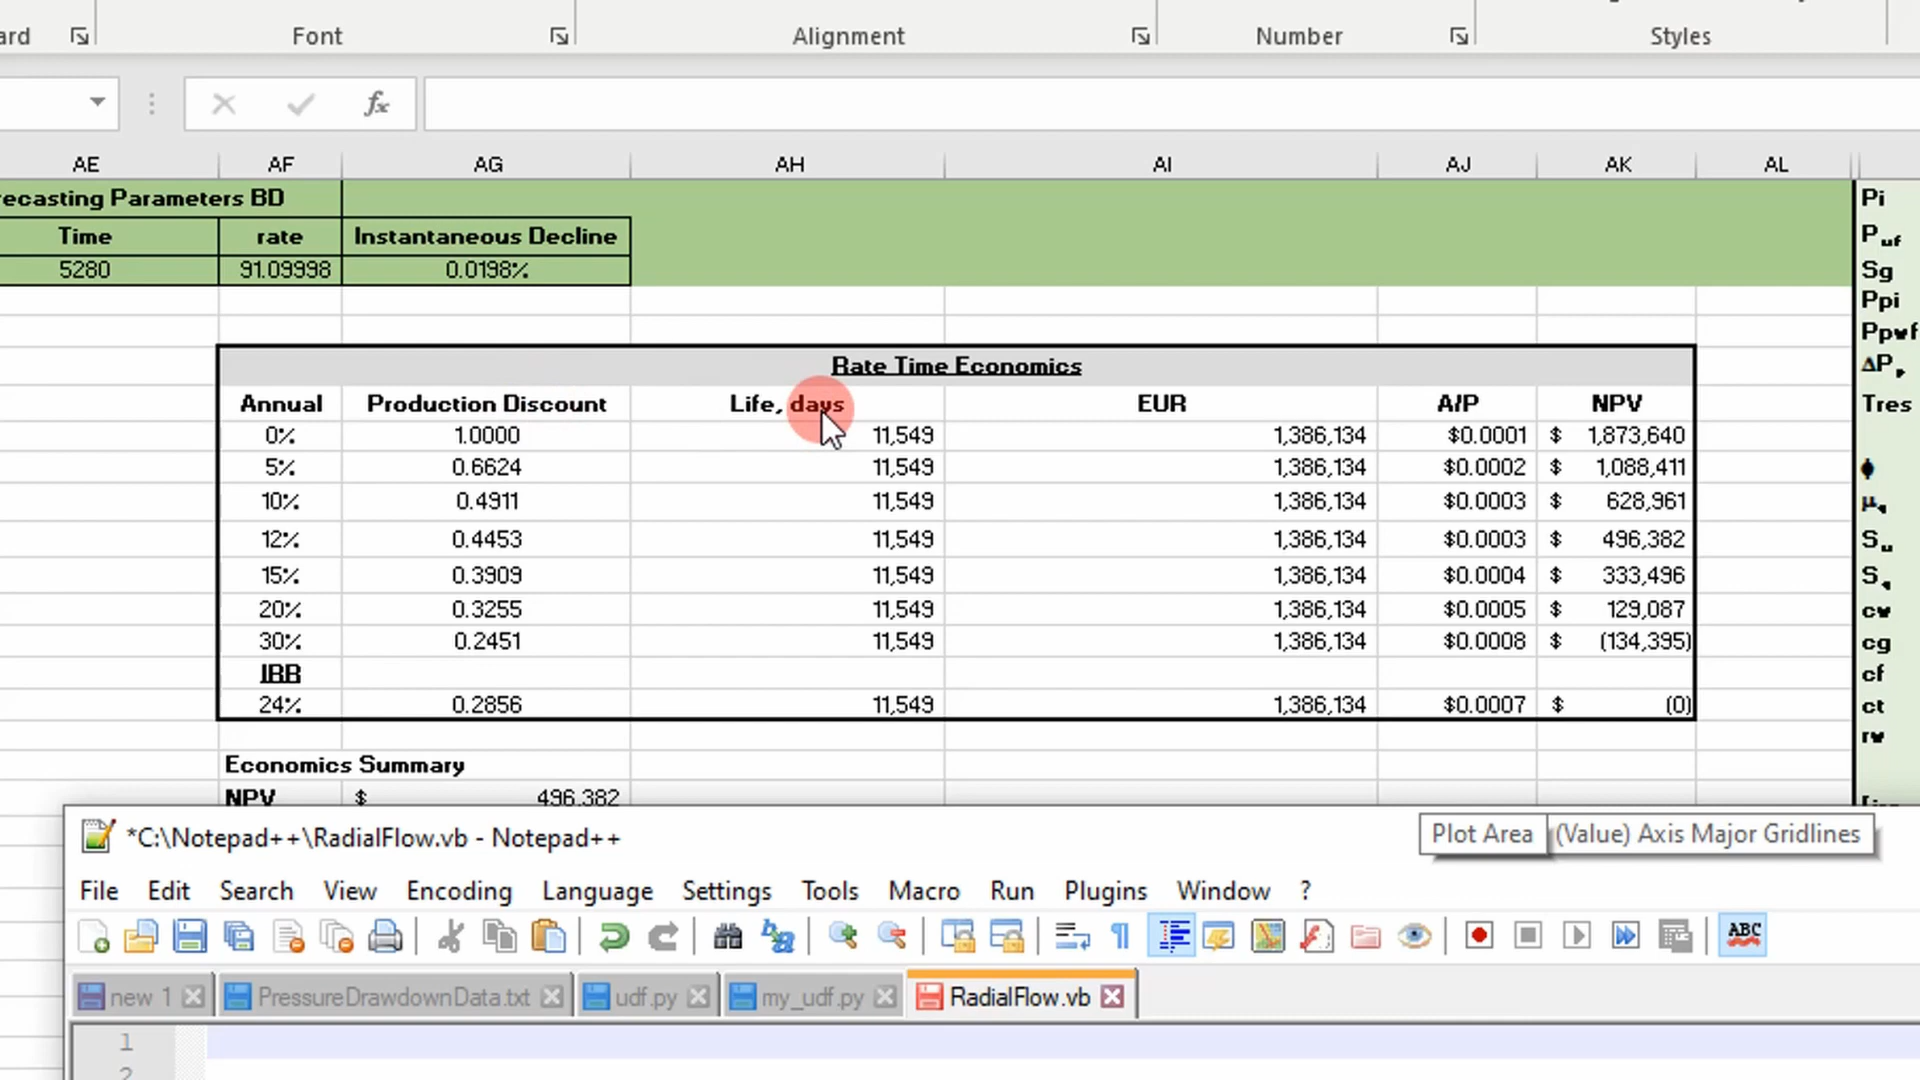 ard Font Alignment Number Styles
fx
AE AF AG AH AI AJ AK AL
recasting Parameters BD Pi
Time rate Instantaneous Decline Puf
5280 91.09998 0.0198% Sg
Ppi
Ppwf
Rate Time Economics ΔP
Annual Production Discount Life, days EUR A/P NPV Tres
0% 1.0000 11,549 1,386,134 $0.0001 $ 1,873,640
5% 0.6624 11,549 1,386,134 $0.0002 $ 1,088,411 ϕ
10% 0.4911 11,549 1,386,134 $0.0003 $ 628,961 μ
12% 0.4453 11,549 1,386,134 $0.0003 $ 496,382 Su
15% 0.3909 11,549 1,386,134 $0.0004 $ 333,496 S
20% 0.3255 11,549 1,386,134 $0.0005 $ 129,087 cw
30% 0.2451 11,549 1,386,134 $0.0008 $ (134,395) cg
IRR cf
24% 0.2856 11,549 1,386,134 $0.0007 $ (0) ct
rw
Economics Summary
NPV $ 496,382
*C:\Notepad++\RadialFlow.vb - Notepad++ Plot Area (Value) Axis Major Gridlines
File Edit Search View Encoding Language Settings Tools Macro Run Plugins Window ?
ABC
new 1 PressureDrawdownData.txt udf.py my_udf.py RadialFlow.vb
1
2